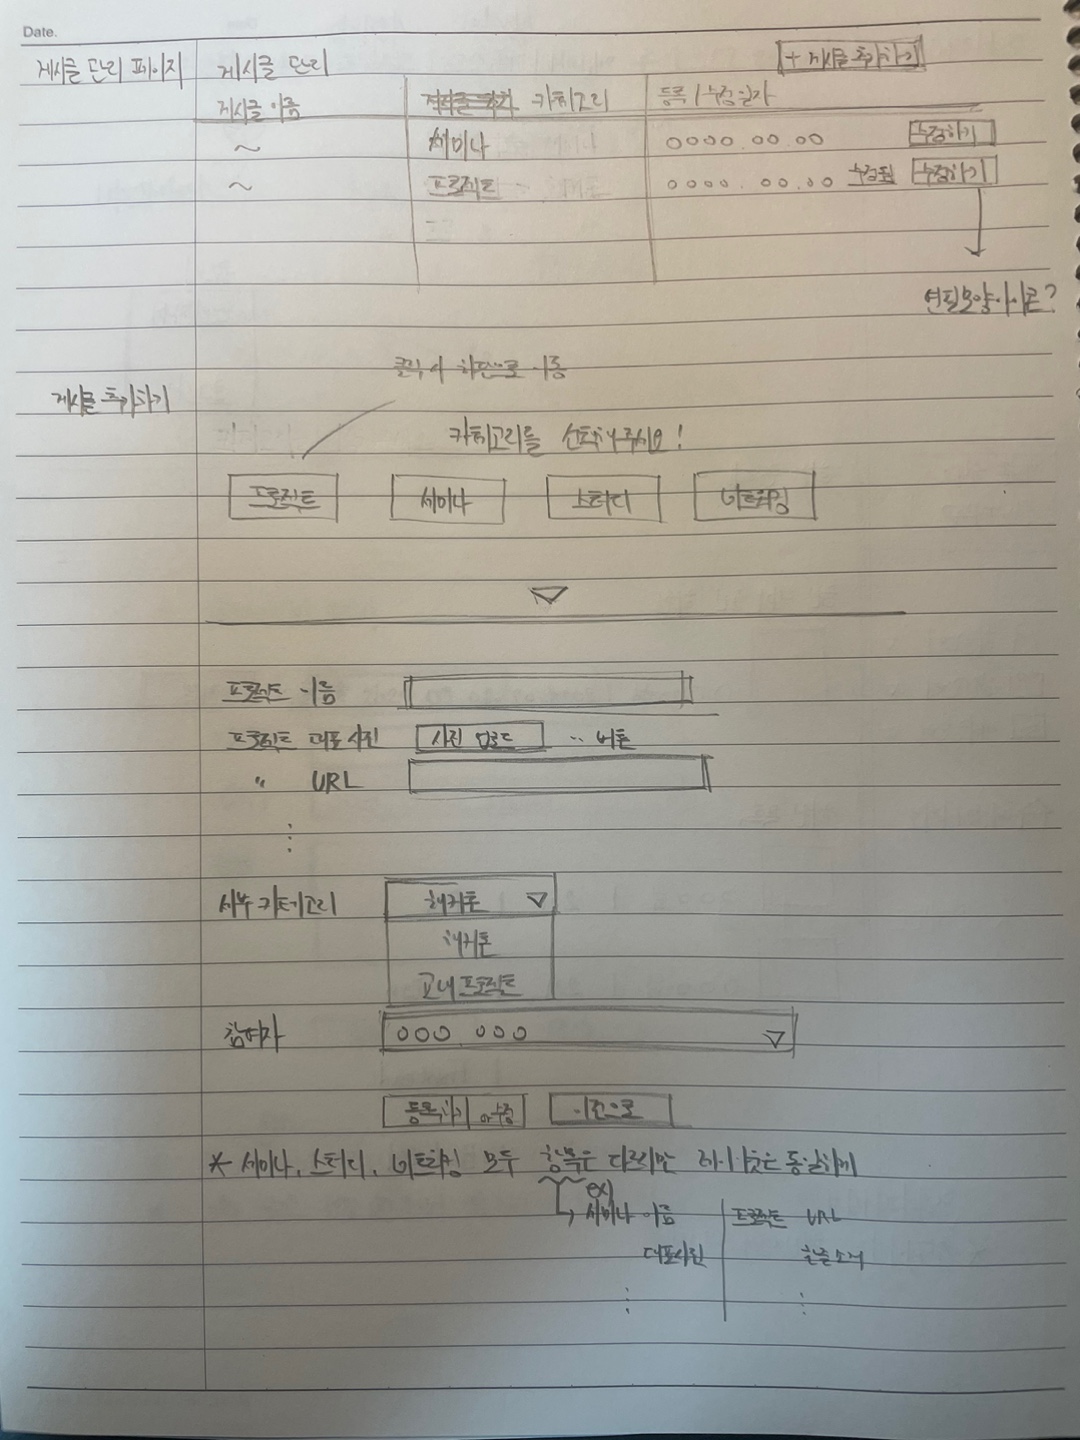 Date.
게시글 관리 페이지 게시글 관리 + 게시글 추가하기
게시글 이름 카테고리 등록 / 수정 일자
~ 세미나 0000.00.00 수정하기
~ 프로젝트 0000.00.00 수정됨 수정하기
연필모양 아이콘?
클릭 시 하단으로 이동
게시글 추가하기
카테고리를 선택해주세요!
프로젝트 세미나 스터디 네트워킹
프로젝트 이름
프로젝트 대표 사진 사진 업로드 ·· 버튼
〃 URL
⋮
세부 카테고리 해커톤 ▽
해커톤
교내 프로젝트
참여자 000 000 ▽
등록하기 or 수정 이전으로
* 세미나, 스터디, 네트워킹 모두 항목은 다르지만 레이아웃은 동일하게
ex)
→ 세미나 이름 프로젝트 URL
대표사진 한줄소개
⋮ ⋮